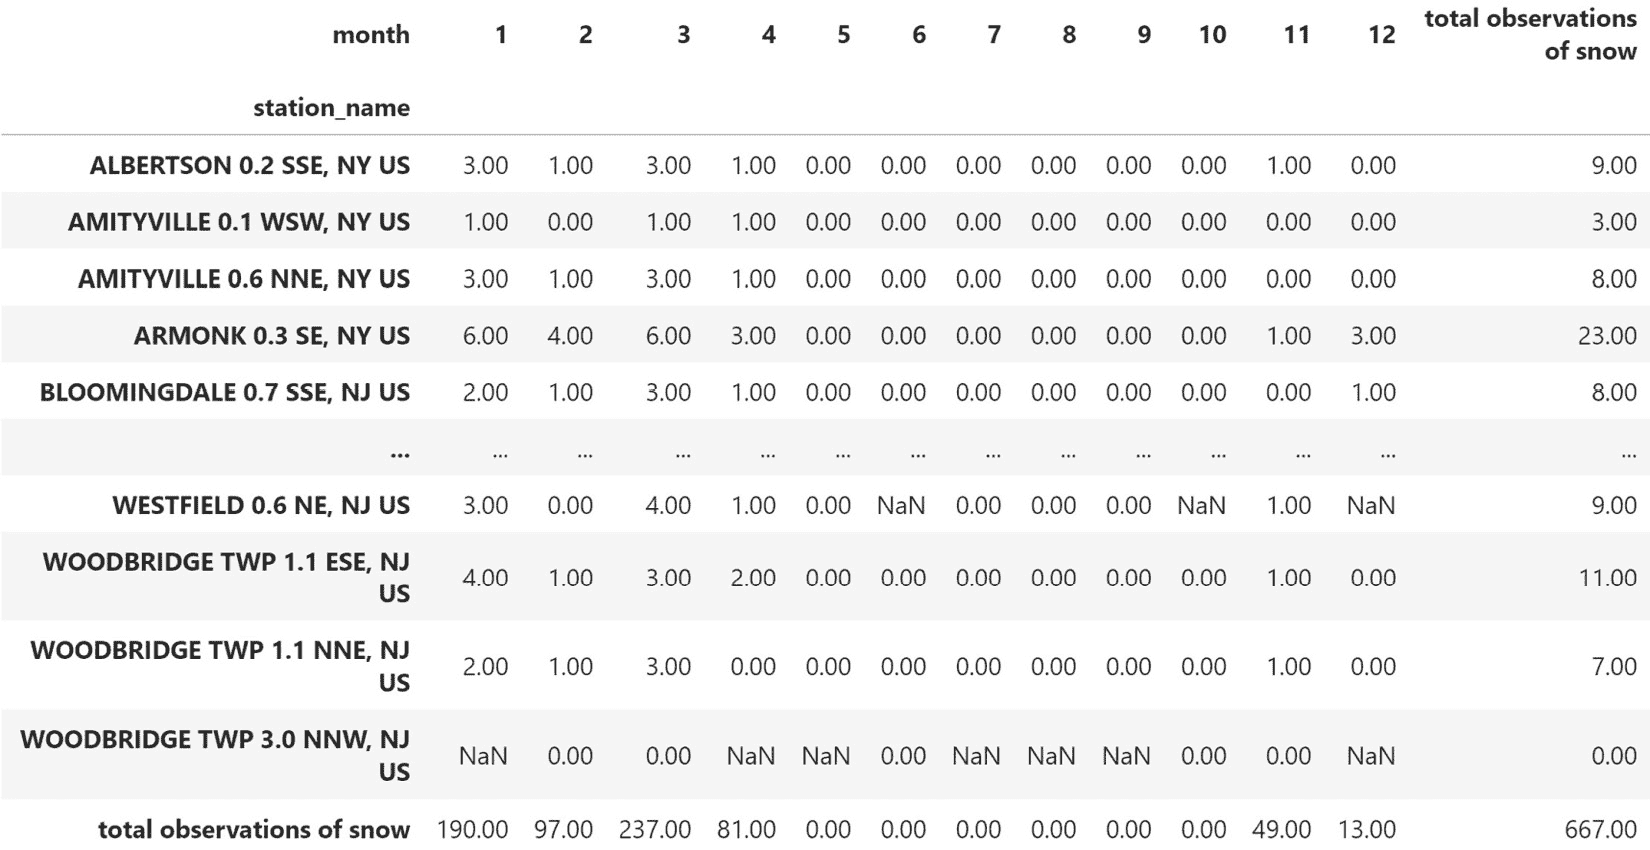 month 1 2 3 4 5 6 7 8 9 10 11 12 total observations
of snow
station_name
ALBERTSON 0.2 SSE, NY US 3.00 1.00 3.00 1.00 0.00 0.00 0.00 0.00 0.00 0.00 1.00 0.00 9.00
AMITYVILLE 0.1 WSW, NY US 1.00 0.00 1.00 1.00 0.00 0.00 0.00 0.00 0.00 0.00 0.00 0.00 3.00
AMITYVILLE 0.6 NNE, NY US 3.00 1.00 3.00 1.00 0.00 0.00 0.00 0.00 0.00 0.00 0.00 0.00 8.00
ARMONK 0.3 SE, NY US 6.00 4.00 6.00 3.00 0.00 0.00 0.00 0.00 0.00 0.00 1.00 3.00 23.00
BLOOMINGDALE 0.7 SSE, NJ US 2.00 1.00 3.00 1.00 0.00 0.00 0.00 0.00 0.00 0.00 0.00 1.00 8.00
... ... ... ... ... ... ... ... ... ... ... ... ... ...
WESTFIELD 0.6 NE, NJ US 3.00 0.00 4.00 1.00 0.00 NaN 0.00 0.00 0.00 NaN 1.00 NaN 9.00
WOODBRIDGE TWP 1.1 ESE, NJ
US 4.00 1.00 3.00 2.00 0.00 0.00 0.00 0.00 0.00 0.00 1.00 0.00 11.00
WOODBRIDGE TWP 1.1 NNE, NJ
US 2.00 1.00 3.00 0.00 0.00 0.00 0.00 0.00 0.00 0.00 1.00 0.00 7.00
WOODBRIDGE TWP 3.0 NNW, NJ
US NaN 0.00 0.00 NaN NaN 0.00 NaN NaN NaN 0.00 0.00 NaN 0.00
total observations of snow 190.00 97.00 237.00 81.00 0.00 0.00 0.00 0.00 0.00 0.00 49.00 13.00 667.00